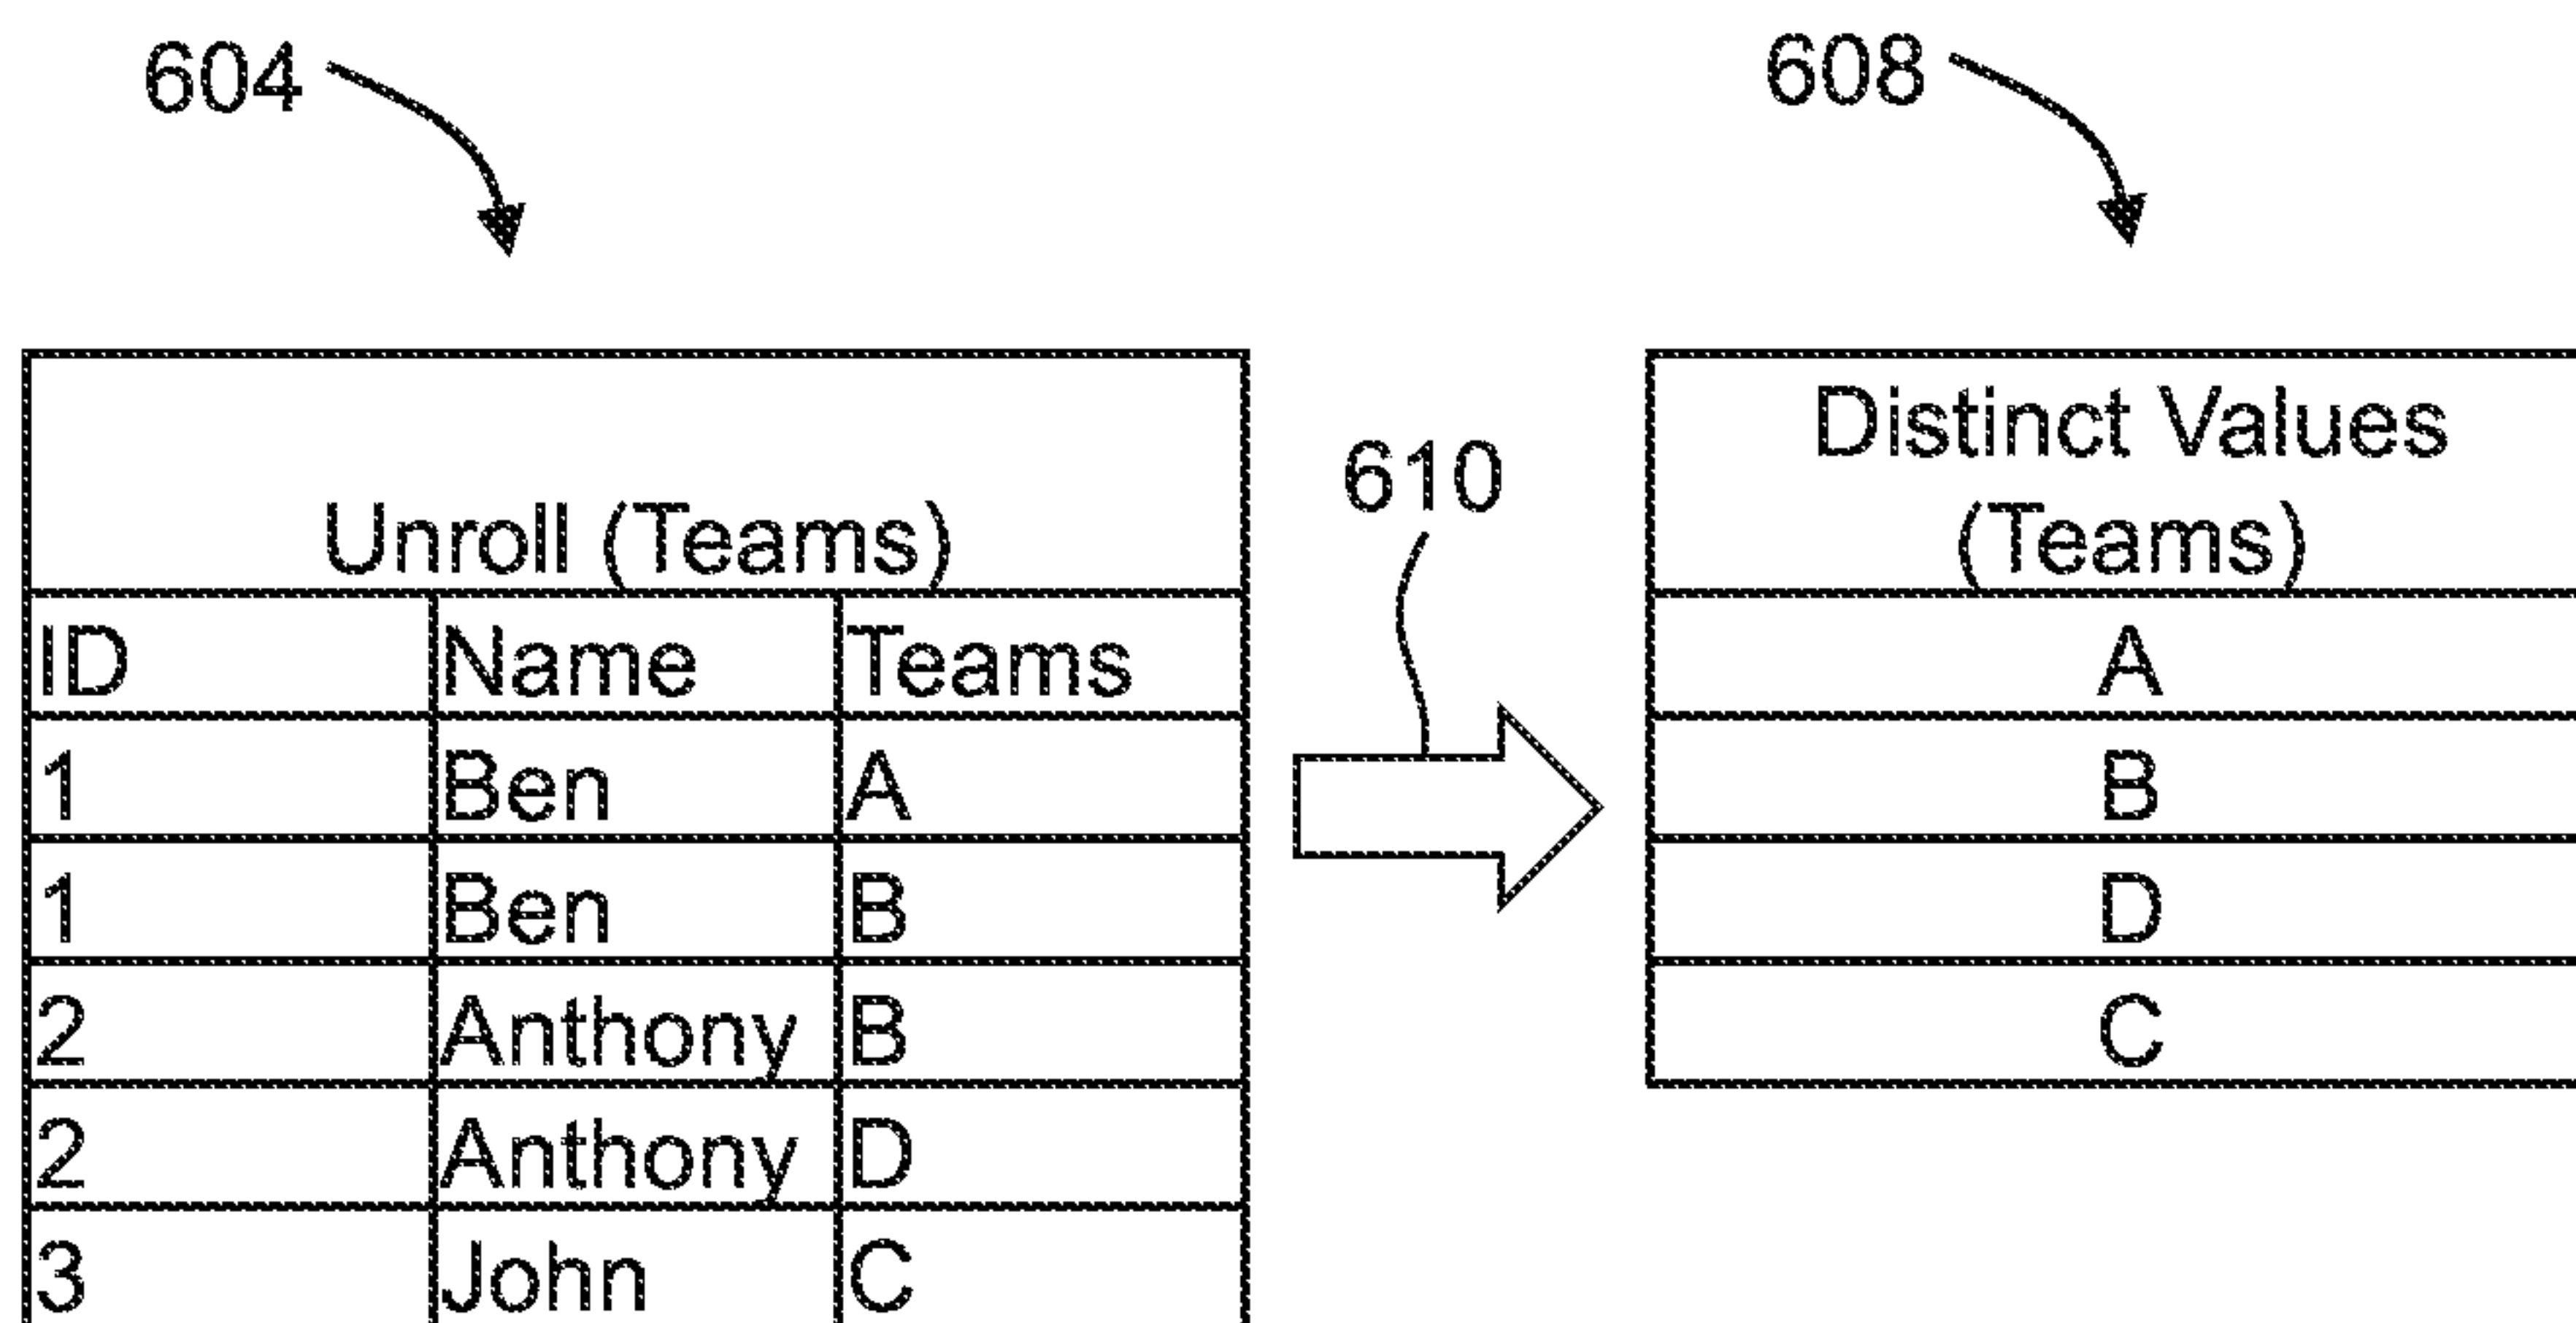 604
608
Unroll (Teams)
ID Name Teams
1 Ben A
1 Ben B
2 Anthony B
2 Anthony D
3 John C
610
Distinct Values
(Teams)
A
B
D
C